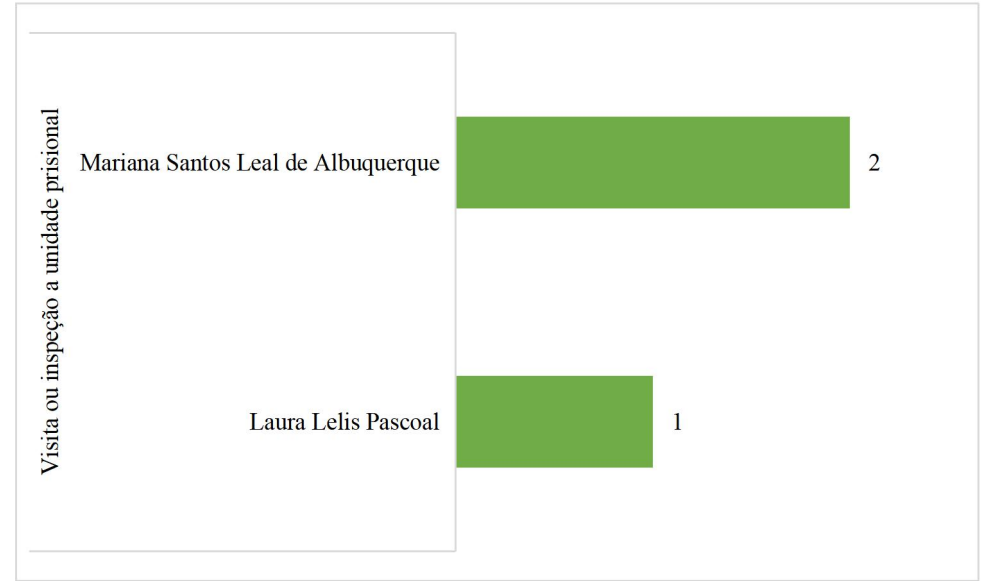 Visita ou inspeção a unidade prisional
Mariana Santos Leal de Albuquerque
2
Laura Lelis Pascoal
1